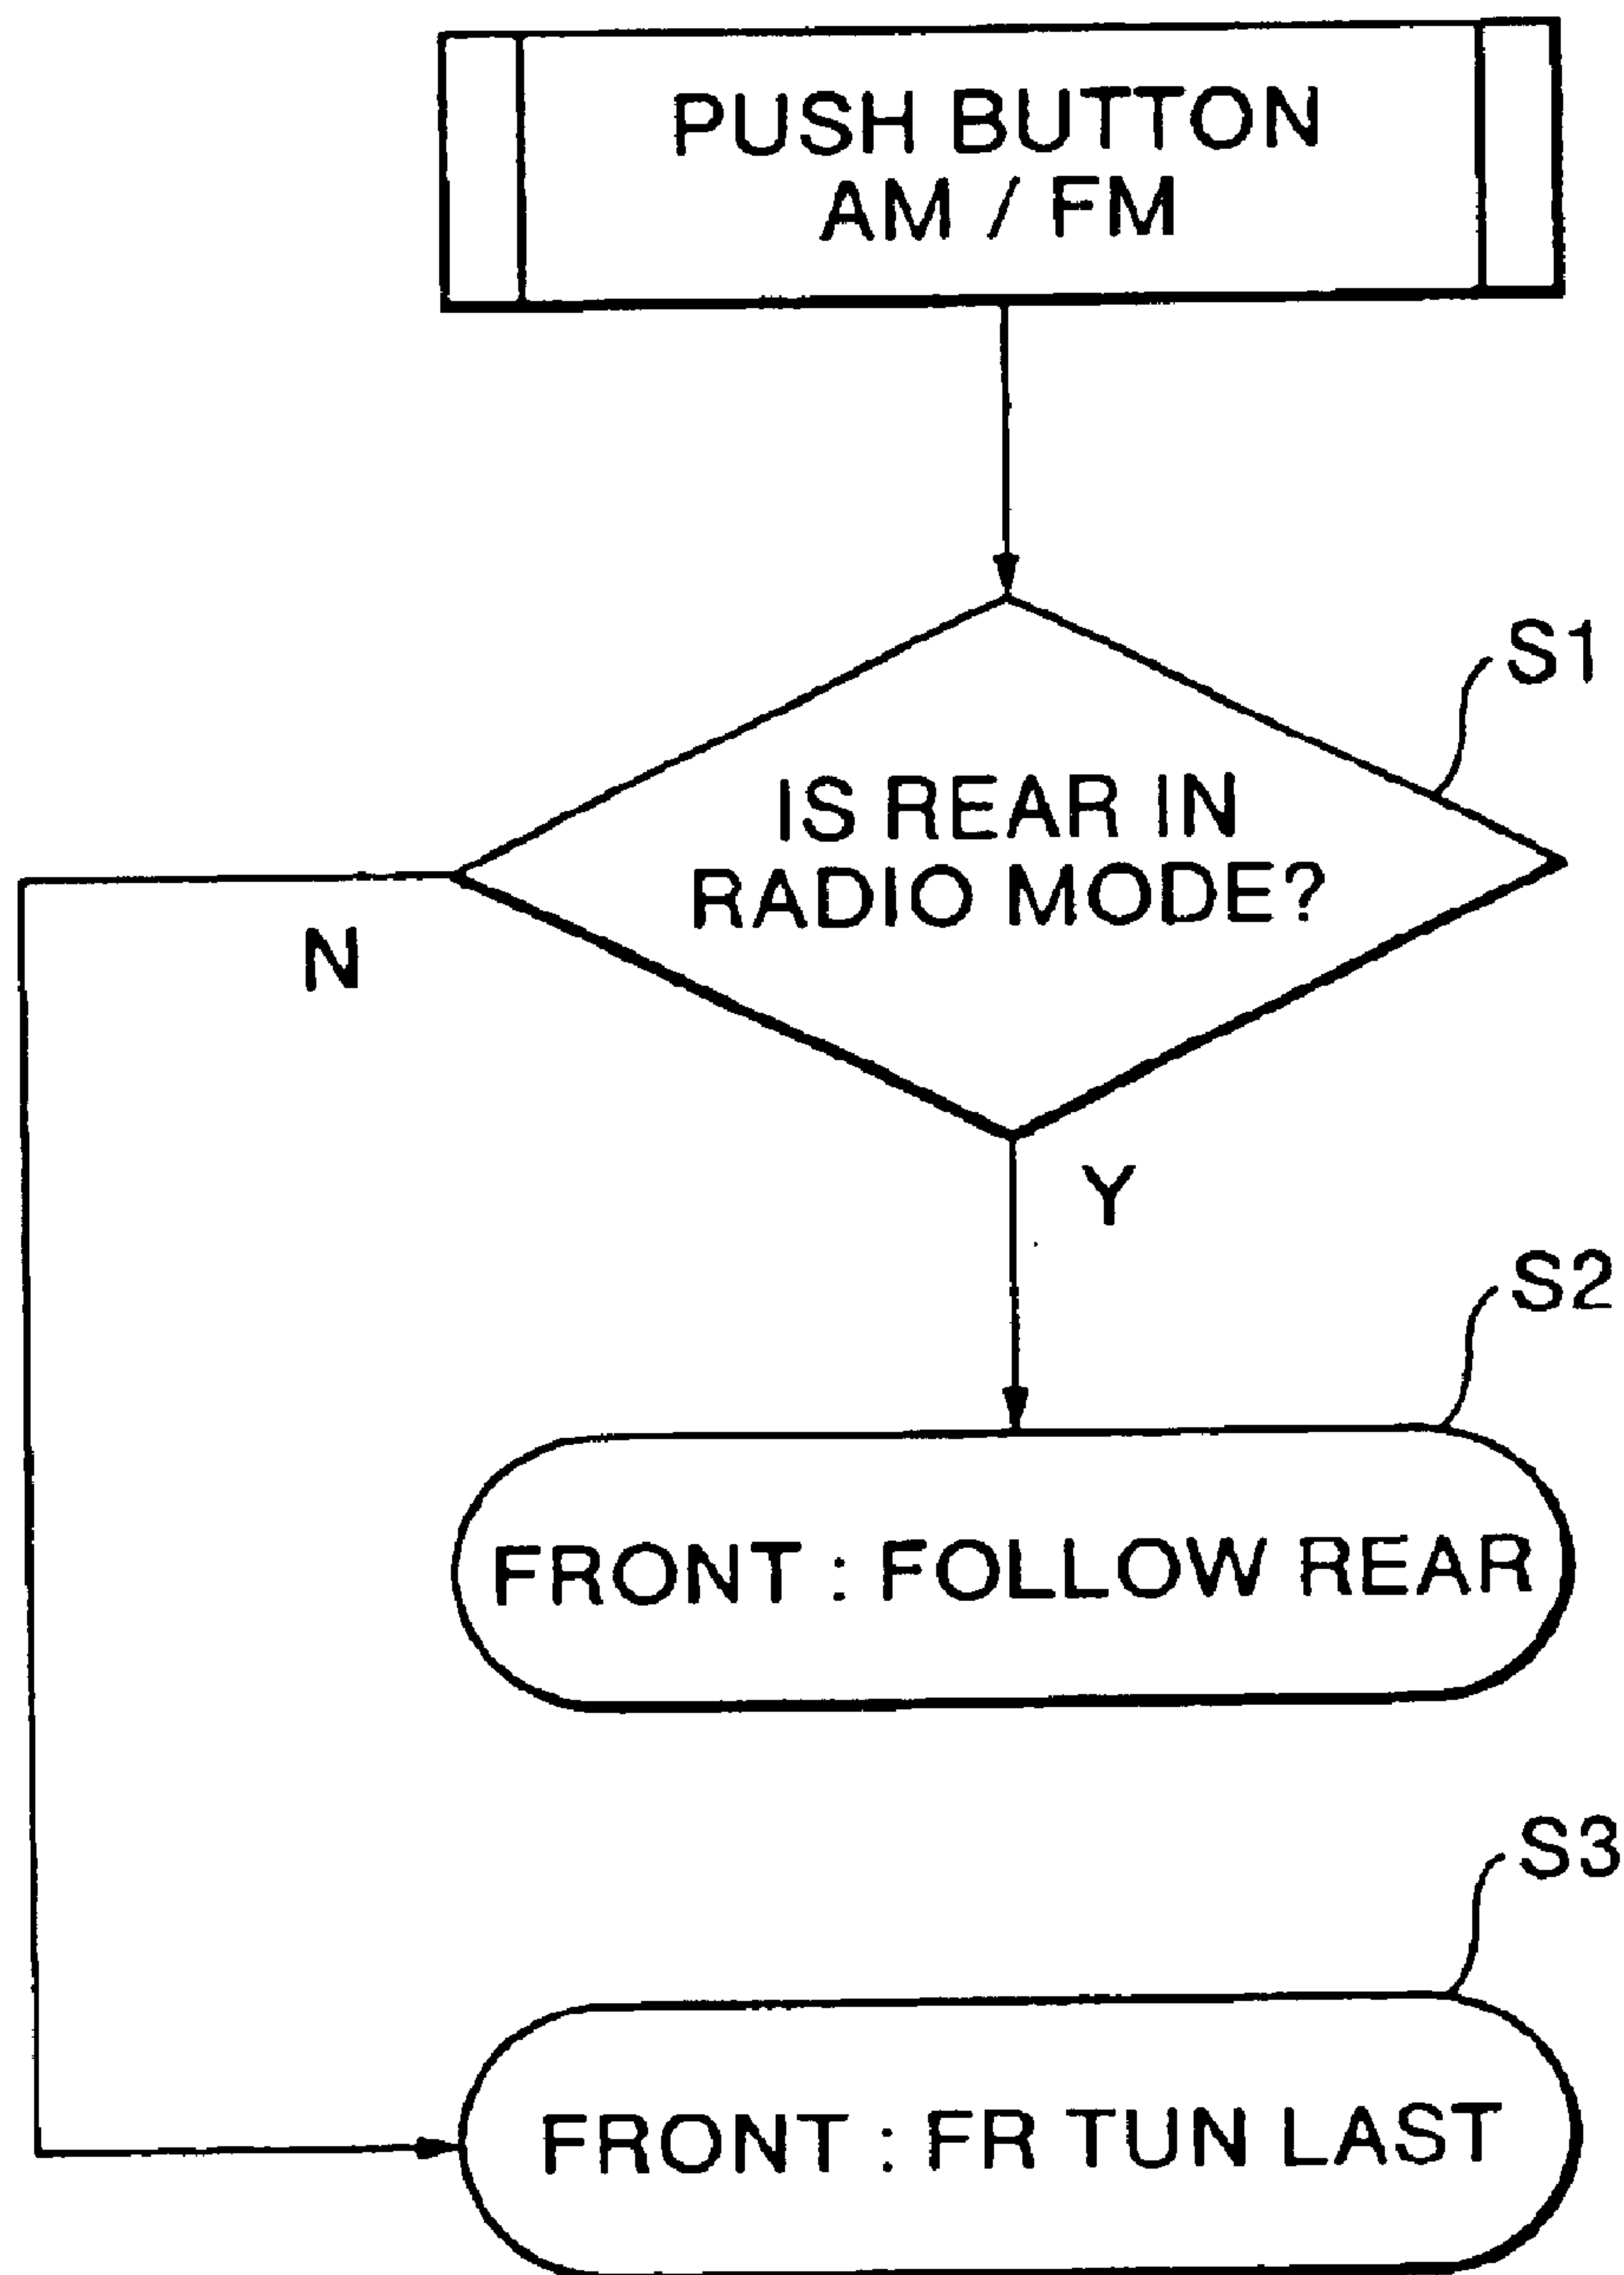 PUSH BUTTON
AM / FM
S1
IS REAR IN
RADIO MODE?
N
Y
S2
FRONT : FOLLOW REAR
S3
FRONT : FR TUN LAST